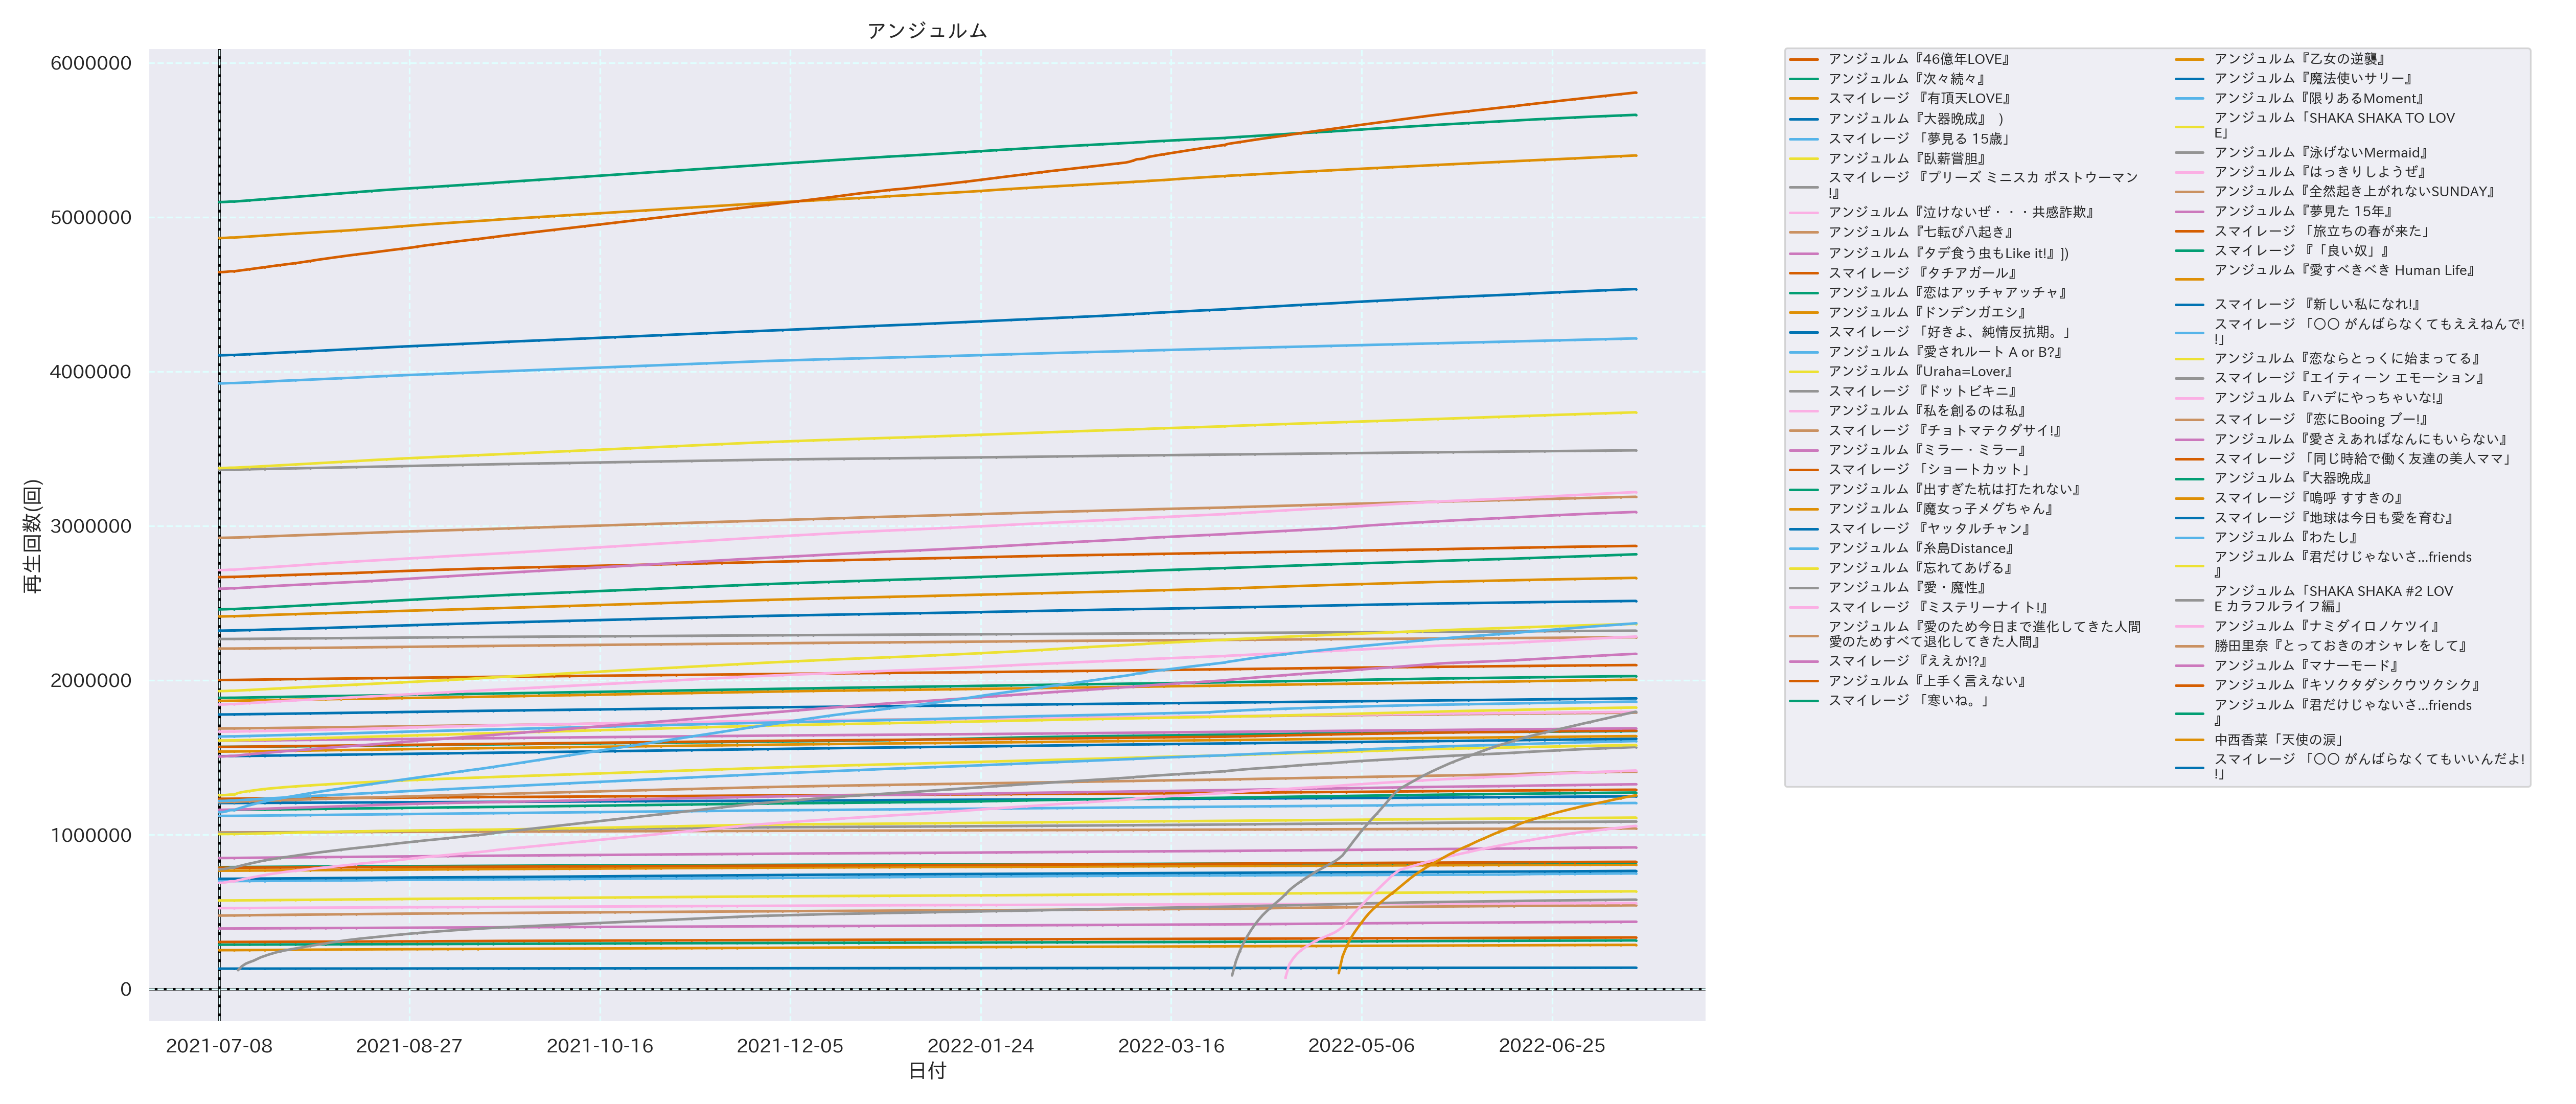 アンジュルム
6000000
5000000
4000000
3000000
2000000
1000000
0
再生回数(回)
2021-07-08
2021-08-27
2021-10-16
2021-12-05
2022-01-24
2022-03-16
2022-05-06
2022-06-25
日付
アンジュルム『46億年LOVE』
アンジュルム『次々続々』
スマイレージ 『有頂天LOVE』
アンジュルム『大器晩成』 )
スマイレージ 「夢見る 15歳」
アンジュルム『臥薪嘗胆』
スマイレージ 『プリーズ ミニスカ ポストウーマン
!』
アンジュルム『泣けないぜ・・・共感詐欺』
アンジュルム『七転び八起き』
アンジュルム『タデ食う虫もLike it!』])
スマイレージ 『タチアガール』
アンジュルム『恋はアッチャアッチャ』
アンジュルム『ドンデンガエシ』
スマイレージ 「好きよ、純情反抗期。」
アンジュルム『愛されルート A or B?』
アンジュルム『Uraha=Lover』
スマイレージ 『ドットビキニ』
アンジュルム『私を創るのは私』
スマイレージ 『チョトマテクダサイ!』
アンジュルム『ミラー・ミラー』
スマイレージ 「ショートカット」
アンジュルム『出すぎた杭は打たれない』
アンジュルム『魔女っ子メグちゃん』
スマイレージ 『ヤッタルチャン』
アンジュルム『糸島Distance』
アンジュルム『忘れてあげる』
アンジュルム『愛・魔性』
スマイレージ 『ミステリーナイト!』
アンジュルム『愛のため今日まで進化してきた人間
愛のためすべて退化してきた人間』
スマイレージ 『ええか!?』
アンジュルム『上手く言えない』
スマイレージ 「寒いね。」
アンジュルム『乙女の逆襲』
アンジュルム『魔法使いサリー』
アンジュルム『限りあるMoment』
アンジュルム「SHAKA SHAKA TO LOV
E」
アンジュルム『泳げないMermaid』
アンジュルム『はっきりしようぜ』
アンジュルム『全然起き上がれないSUNDAY』
アンジュルム『夢見た 15年』
スマイレージ 「旅立ちの春が来た」
スマイレージ 『「良い奴」』
アンジュルム『愛すべきべき Human Life』
スマイレージ 『新しい私になれ!』
スマイレージ 「〇〇 がんばらなくてもええねんで!
!」
アンジュルム『恋ならとっくに始まってる』
スマイレージ『エイティーン エモーション』
アンジュルム『ハデにやっちゃいな!』
スマイレージ 『恋にBooing ブー!』
アンジュルム『愛さえあればなんにもいらない』
スマイレージ 「同じ時給で働く友達の美人ママ」
アンジュルム『大器晩成』
スマイレージ『嗚呼 すすきの』
スマイレージ『地球は今日も愛を育む』
アンジュルム『わたし』
アンジュルム『君だけじゃないさ...friends
』
アンジュルム「SHAKA SHAKA #2 LOV
E カラフルライフ編」
アンジュルム『ナミダイロノケツイ』
勝田里奈『とっておきのオシャレをして』
アンジュルム『マナーモード』
アンジュルム『キソクタダシクウツクシク』
アンジュルム『君だけじゃないさ...friends
』
中西香菜「天使の涙」
スマイレージ 「〇〇 がんばらなくてもいいんだよ!
!」